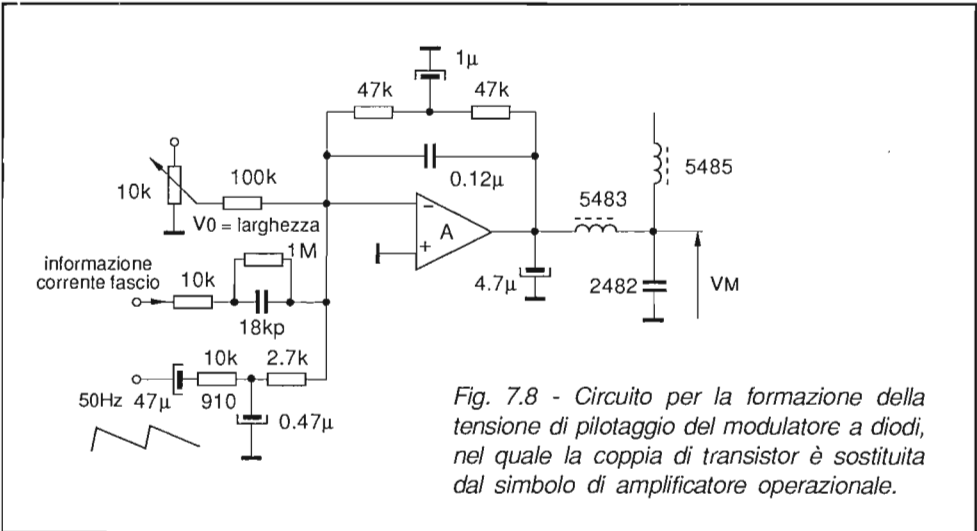 1µ
47k
47k
0.12µ
5485
5483
10k
100k
V0 = larghezza
A
−
+
informazione
corrente fascio
1M
10k
18kp
4.7µ
2482
VM
10k
2.7k
50Hz
47µ
910
0.47µ
Fig. 7.8 - Circuito per la formazione della
tensione di pilotaggio del modulatore a diodi,
nel quale la coppia di transistor è sostituita
dal simbolo di amplificatore operazionale.